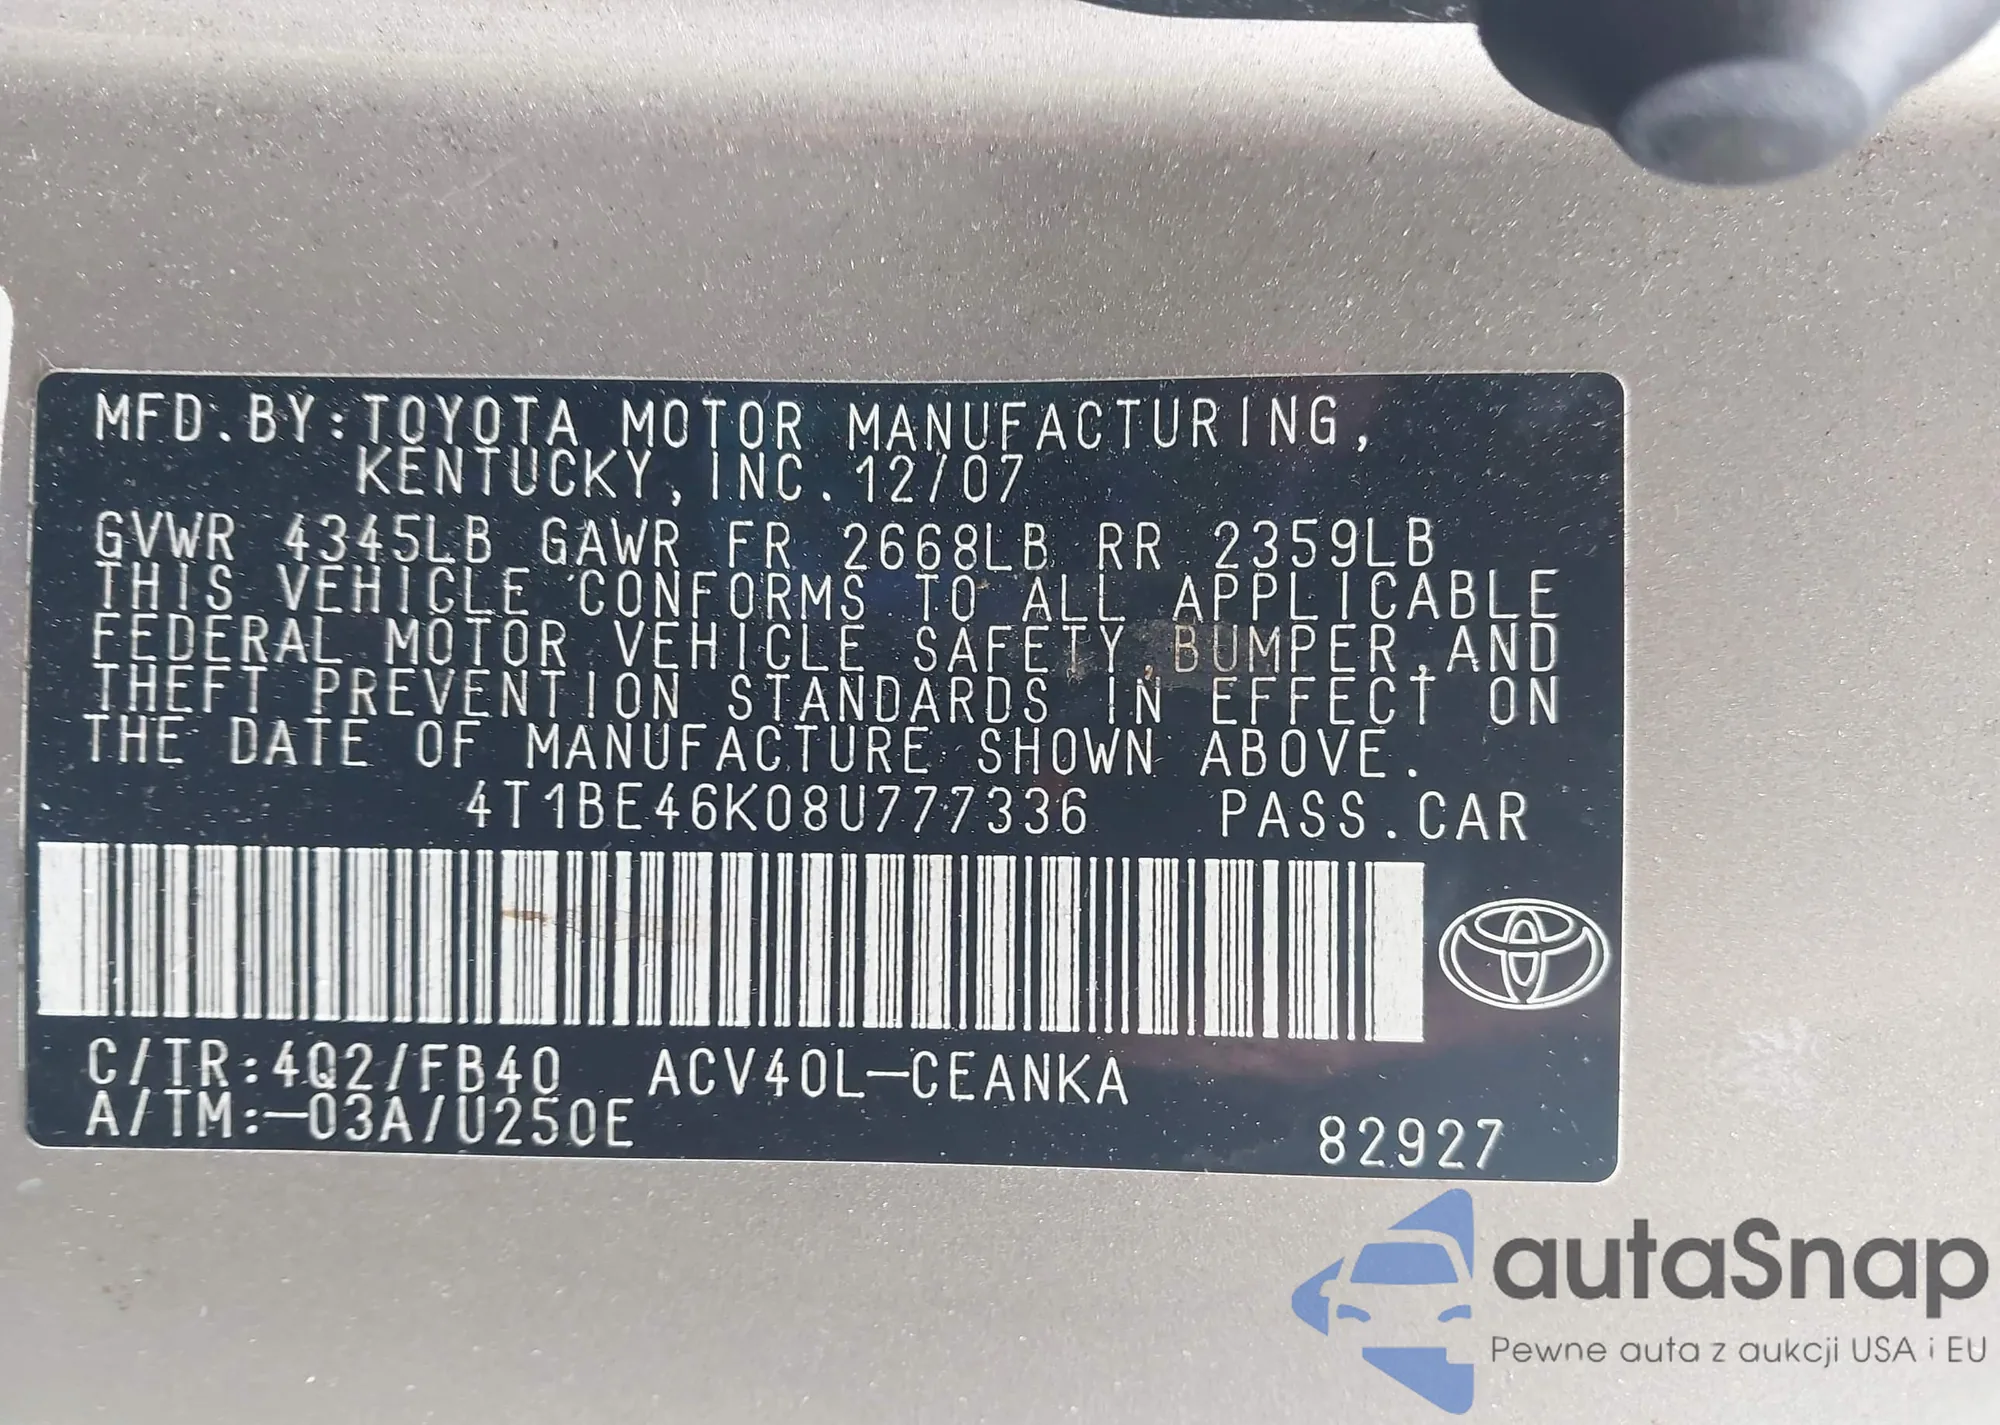 MFD.BY:TOYOTA MOTOR MANUFACTURING,
KENTUCKY, INC. 12/07
GVWR 4345LB GAWR FR 2668LB RR 2359LB
THIS VEHICLE CONFORMS TO ALL APPLICABLE
FEDERAL MOTOR VEHICLE SAFETY,BUMPER,AND
THEFT PREVENTION STANDARDS IN EFFECT ON
THE DATE OF MANUFACTURE SHOWN ABOVE.
4T1BE46K08U777336 PASS.CAR
C/TR:4Q2/FB40 ACV40L-CEANKA
A/TM:-03A/U250E
82927
autaSnap
Pewne auta z aukcji USA i EU